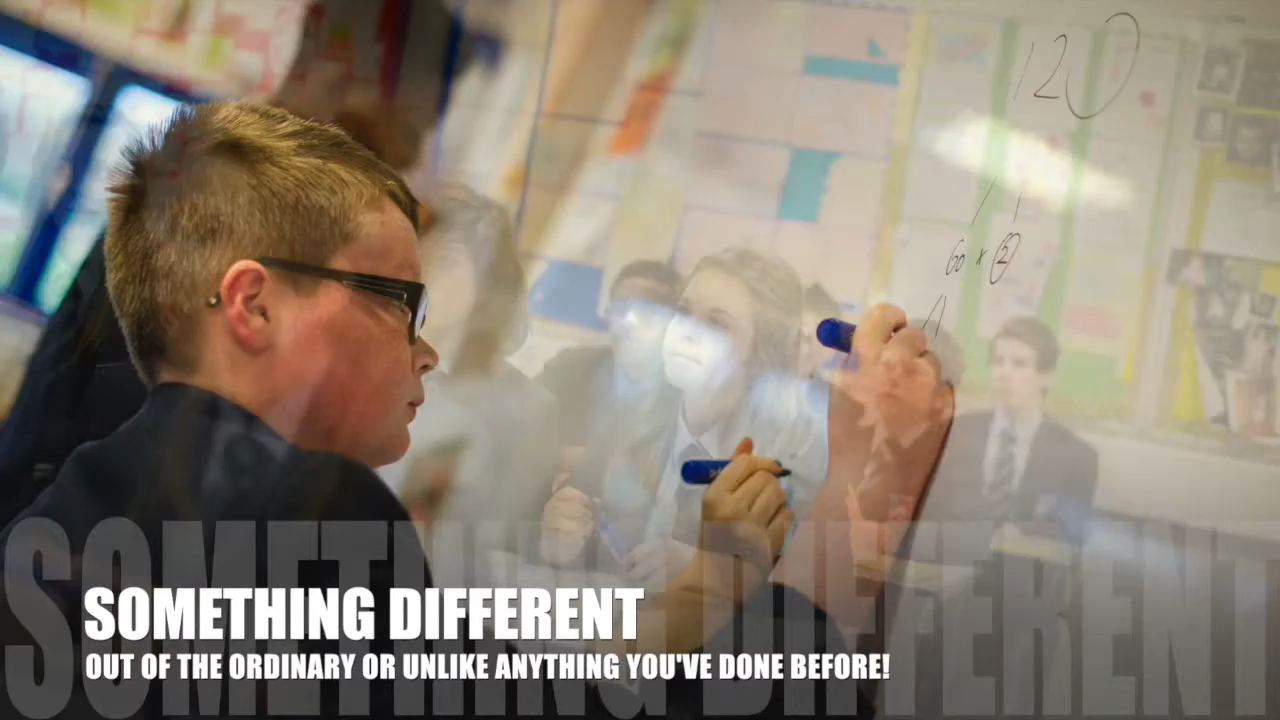 120
60 x 2
SOMETHING DIFFERENT
SOMETHING DIFFERENT
OUT OF THE ORDINARY OR UNLIKE ANYTHING YOU'VE DONE BEFORE!